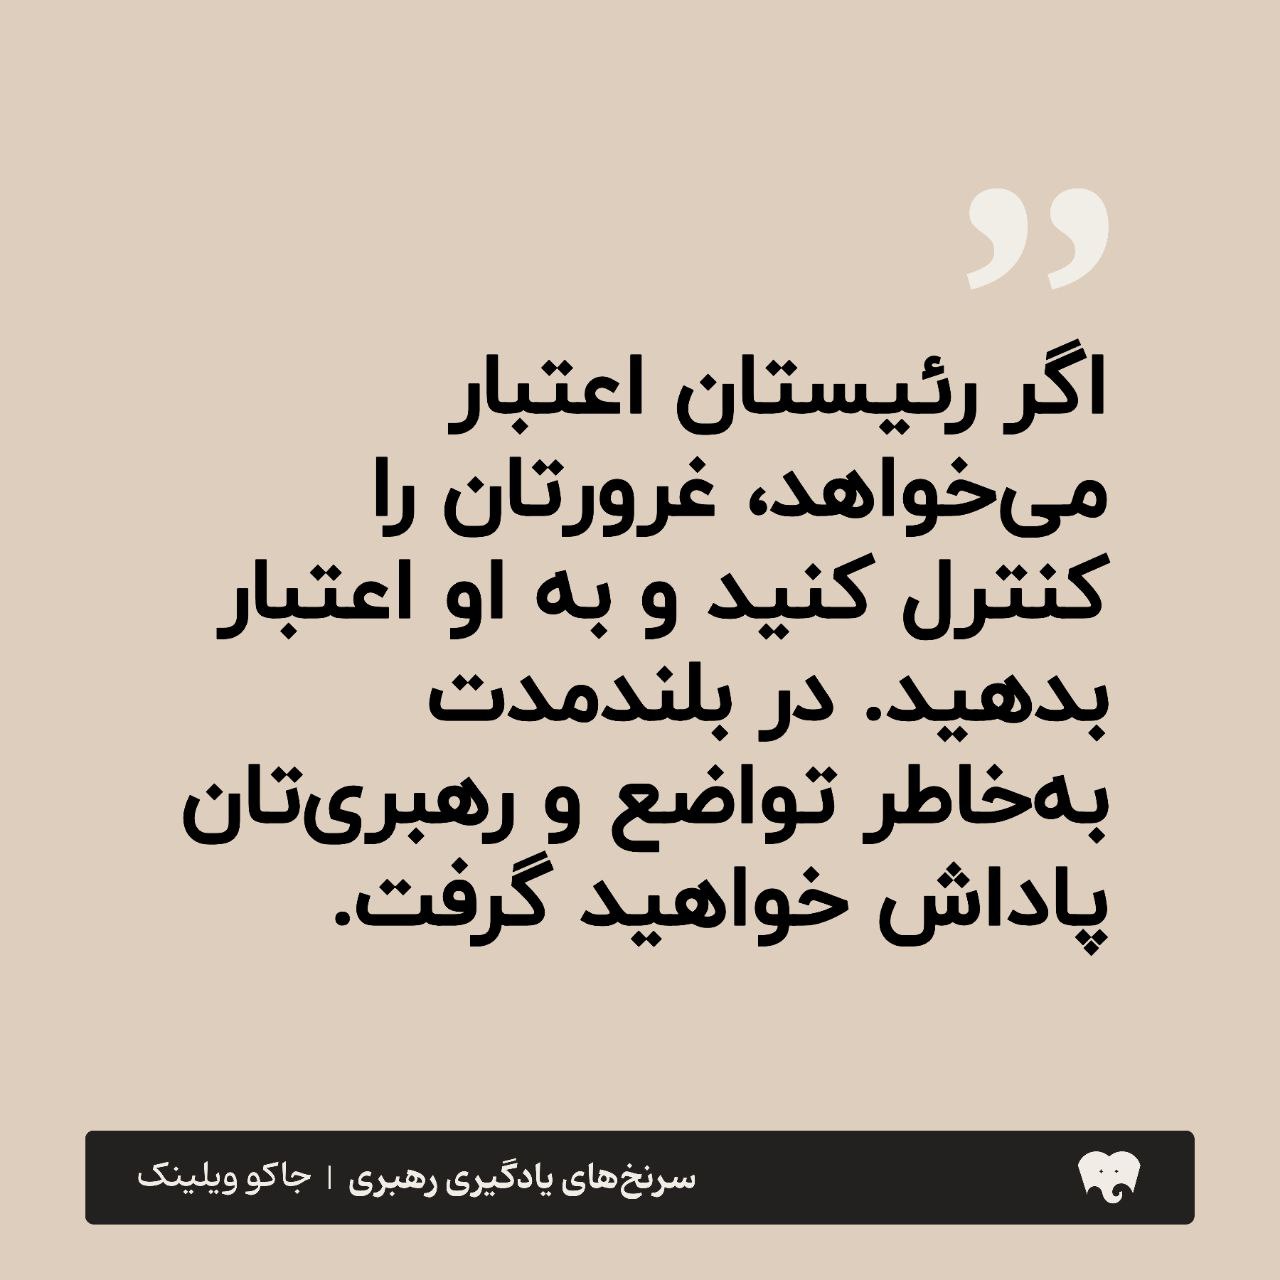 ”
اگر رئیستان اعتبار
می‌خواهد، غرورتان را
کنترل کنید و به او اعتبار
بدهید. در بلندمدت
به‌خاطر تواضع و رهبری‌تان
پاداش خواهید گرفت.
سرنخ‌های یادگیری رهبری | جاکو ویلینک